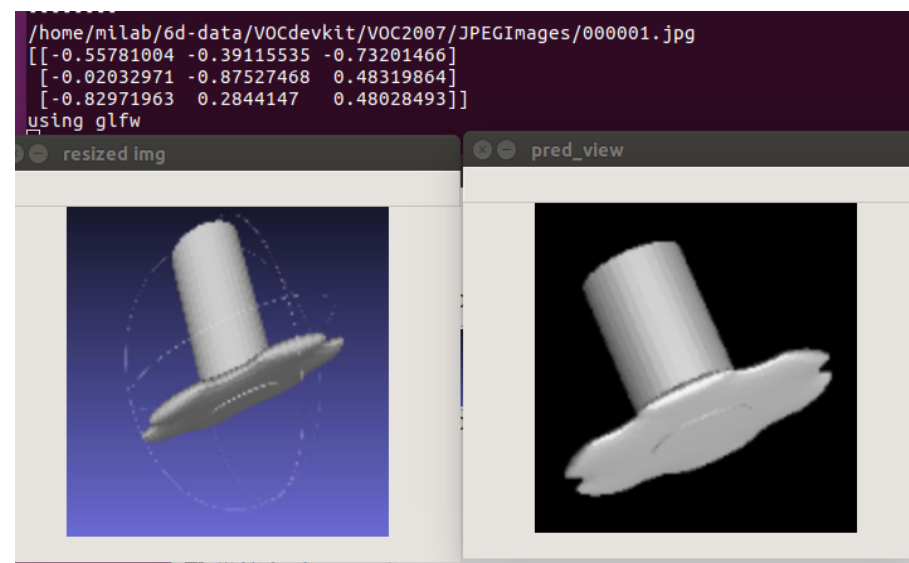 /home/milab/6d-data/VOCdevkit/VOC2007/JPEGImages/000001.jpg
[[-0.55781004 -0.39115535 -0.73201466]
 [-0.02032971 -0.87527468  0.48319864]
 [-0.82971963  0.2844147   0.48028493]]
using glfw
resized img
pred_view